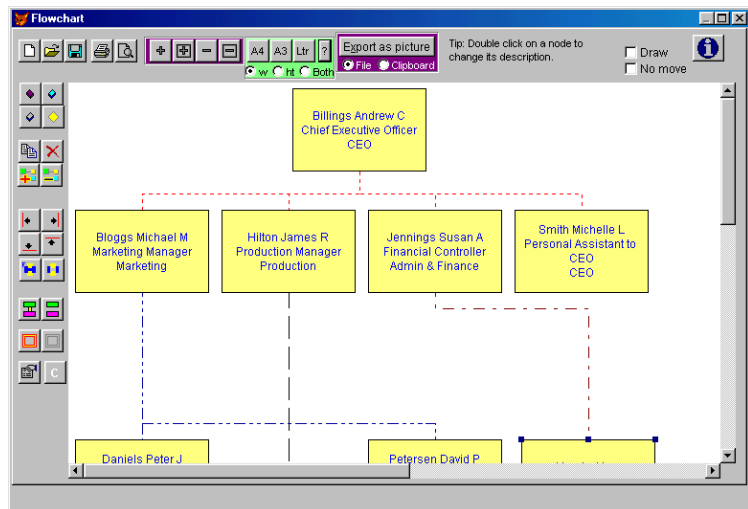 Flowchart
A4 A3 Ltr ?
w ht Both
Export as picture
File Clipboard
Tip: Double click on a node to
change its description.
Draw
No move
Billings Andrew C
Chief Executive Officer
CEO
Bloggs Michael M
Marketing Manager
Marketing
Hilton James R
Production Manager
Production
Jennings Susan A
Financial Controller
Admin & Finance
Smith Michelle L
Personal Assistant to
CEO
CEO
C
Daniels Peter J
Petersen David P